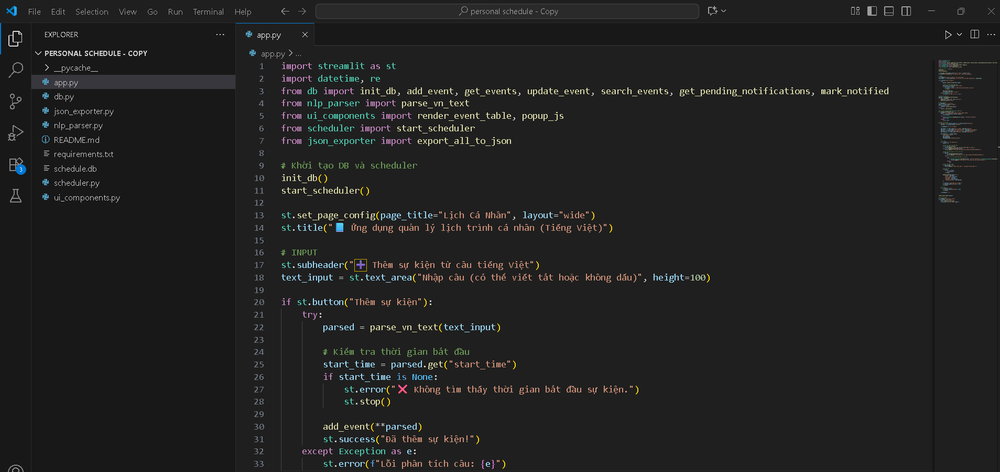 File Edit Selection View Go Run Terminal Help
personal schedule - Copy
EXPLORER
PERSONAL SCHEDULE - COPY
__pycache__
app.py
db.py
json_exporter.py
nlp_parser.py
README.md
requirements.txt
schedule.db
scheduler.py
ui_components.py
3
app.py
app.py > ...
1 import streamlit as st
2 import datetime, re
3 from db import init_db, add_event, get_events, update_event, search_events, get_pending_notifications, mark_notified
4 from nlp_parser import parse_vn_text
5 from ui_components import render_event_table, popup_js
6 from scheduler import start_scheduler
7 from json_exporter import export_all_to_json
8
9 # Khởi tạo DB và scheduler
10 init_db()
11 start_scheduler()
12
13 st.set_page_config(page_title="Lịch Cá Nhân", layout="wide")
14 st.title("📘 Ứng dụng quản lý lịch trình cá nhân (Tiếng Việt)")
15
16 # INPUT
17 st.subheader("➕ Thêm sự kiện từ câu tiếng Việt")
18 text_input = st.text_area("Nhập câu (có thể viết tắt hoặc không dấu)", height=100)
19
20 if st.button("Thêm sự kiện"):
21 try:
22 parsed = parse_vn_text(text_input)
23
24 # Kiểm tra thời gian bắt đầu
25 start_time = parsed.get("start_time")
26 if start_time is None:
27 st.error("❌ Không tìm thấy thời gian bắt đầu sự kiện.")
28 st.stop()
29
30 add_event(**parsed)
31 st.success("Đã thêm sự kiện!")
32 except Exception as e:
33 st.error(f"Lỗi phân tích câu: {e}")